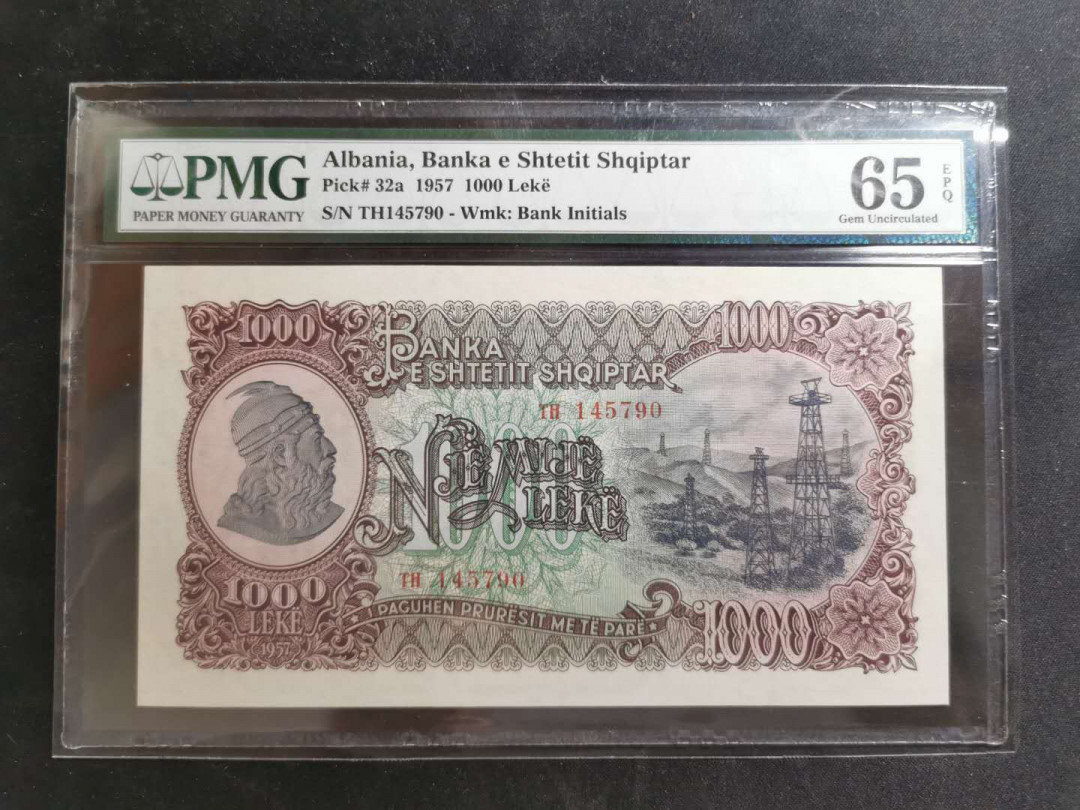 PMG
PAPER MONEY GUARANTY
Albania, Banka e Shtetit Shqiptar
Pick# 32a 1957 1000 Lekë
S/N TH145790 - Wmk: Bank Initials
65 EPQ
Gem Uncirculated
1000
BANKA
E SHTETIT SHQIPTAR
1000
TH 145790
1000
NJË MIJË
LEKË
TH 145790
1000
LEKË
1957
I PAGUHEN PRURËSIT ME TË PARË
1000